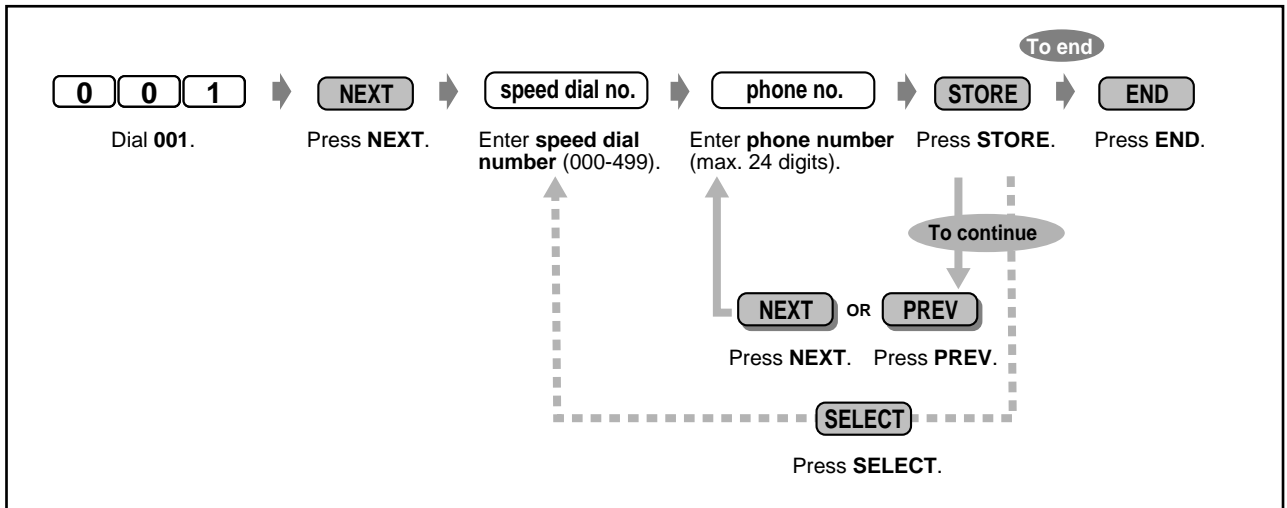 To end
0 0 1 NEXT speed dial no. phone no. STORE END
Dial 001. Press NEXT. Enter speed dial Enter phone number Press STORE. Press END.
number (000-499). (max. 24 digits).
To continue
NEXT OR PREV
Press NEXT. Press PREV.
SELECT
Press SELECT.